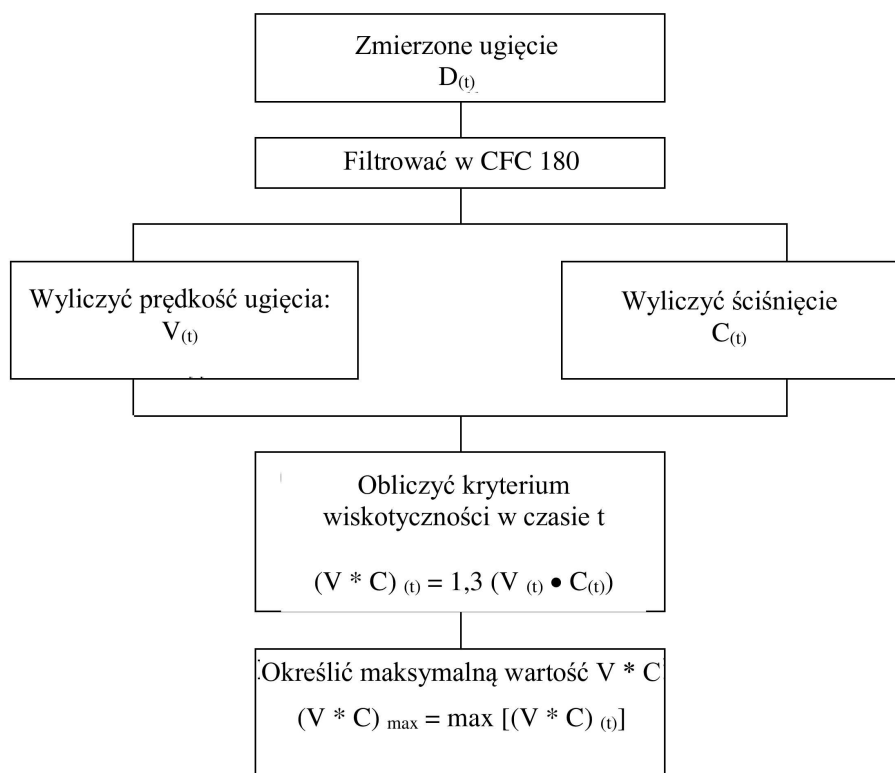 Zmierzone ugięcie
D(t)
Filtrować w CFC 180
Wyliczyć prędkość ugięcia:
V(t)
Wyliczyć ściśnięcie
C(t)
Obliczyć kryterium
wiskotyczności w czasie t
(V * C) (t) = 1,3 (V (t) • C(t))
Określić maksymalną wartość V * C
(V * C) max = max [(V * C) (t)]